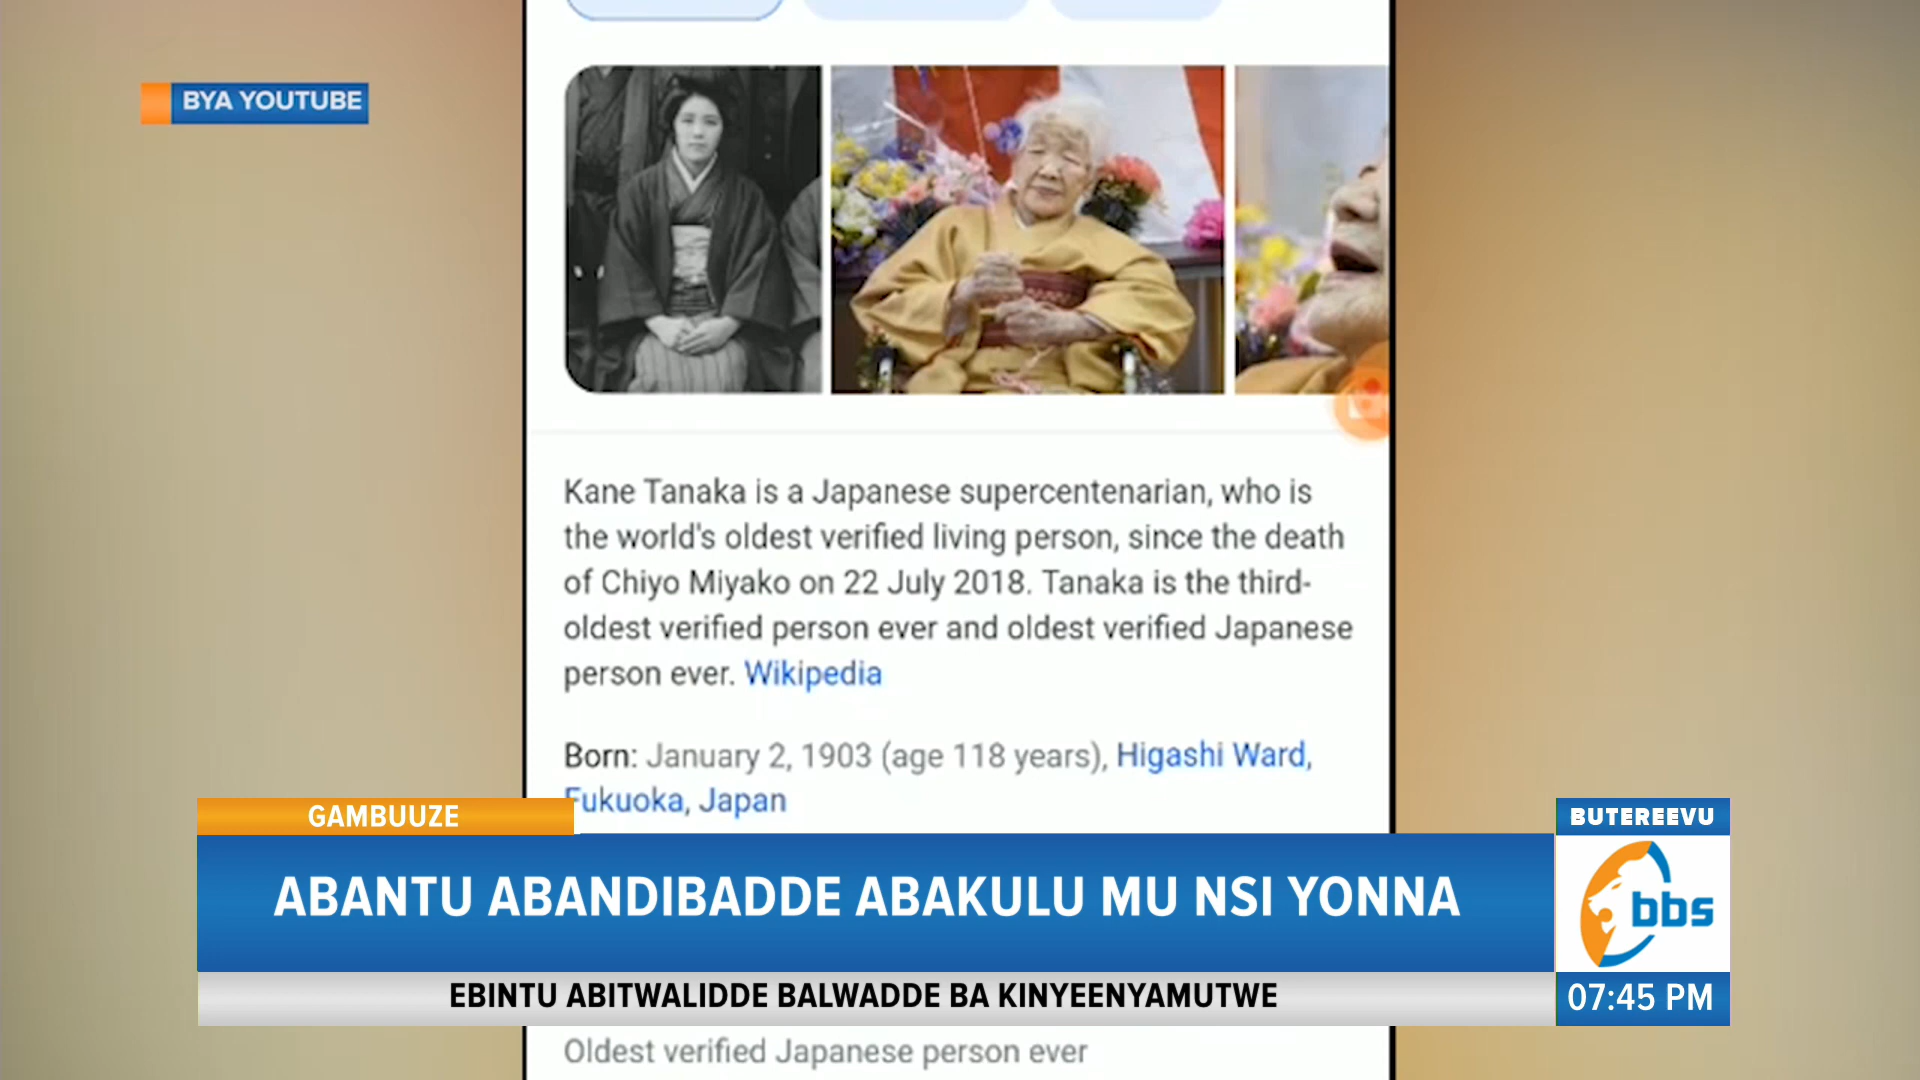 BYA YOUTUBE
Kane Tanaka is a Japanese supercentenarian, who is
the world's oldest verified living person, since the death
of Chiyo Miyako on 22 July 2018. Tanaka is the third-
oldest verified person ever and oldest verified Japanese
person ever. Wikipedia
Born: January 2, 1903 (age 118 years), Higashi Ward,
Fukuoka, Japan
GAMBUUZE
ABANTU ABANDIBADDE ABAKULU MU NSI YONNA
EBINTU ABITWALIDDE BALWADDE BA KINYEENYAMUTWE
BUTEREEVU
bbs
07:45 PM
Oldest verified Japanese person ever